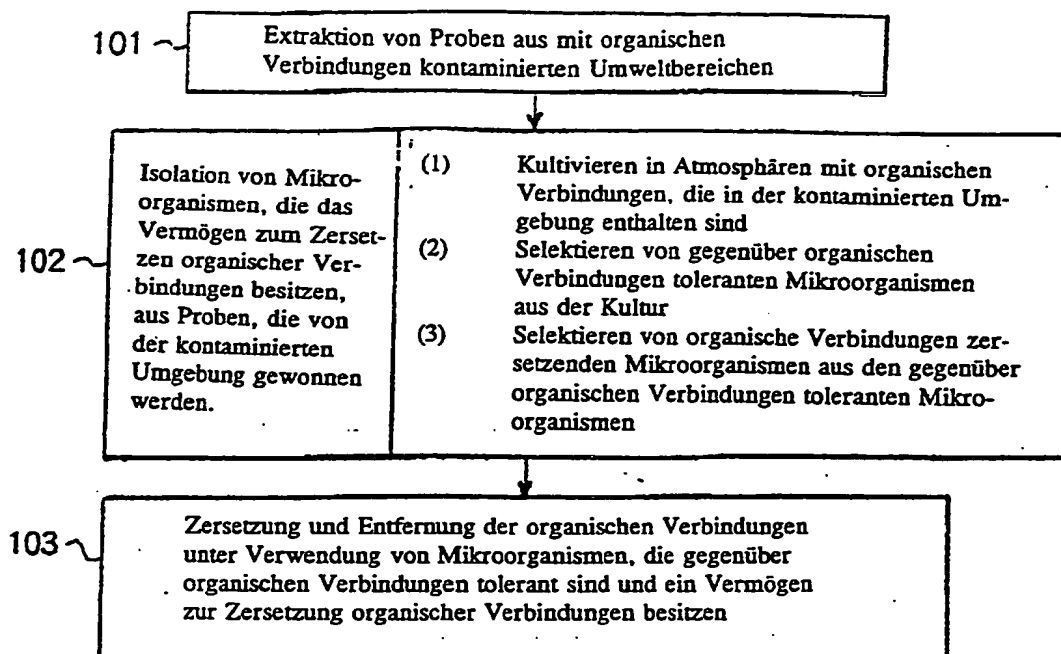 101
Extraktion von Proben aus mit organischen
Verbindungen kontaminierten Umweltbereichen
102
Isolation von Mikro-
organismen, die das
Vermögen zum Zerset-
zen organischer Ver-
bindungen besitzen,
aus Proben, die von
der kontaminierten
Umgebung gewonnen
werden.
(1) Kultivieren in Atmosphären mit organischen
Verbindungen, die in der kontaminierten Um-
gebung enthalten sind
(2) Selektieren von gegenüber organischen
Verbindungen toleranten Mikroorganismen
aus der Kultur
(3) Selektieren von organische Verbindungen zer-
setzenden Mikroorganismen aus den gegenüber
organischen Verbindungen toleranten Mikro-
organismen
103
Zersetzung und Entfernung der organischen Verbindungen
unter Verwendung von Mikroorganismen, die gegenüber
organischen Verbindungen tolerant sind und ein Vermögen
zur Zersetzung organischer Verbindungen besitzen